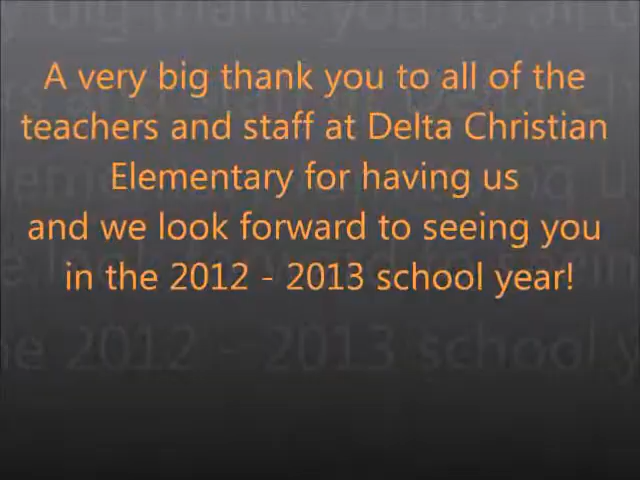 A very big thank you to all of the
teachers and staff at Delta Christian
Elementary for having us
and we look forward to seeing you
in the 2012 - 2013 school year!